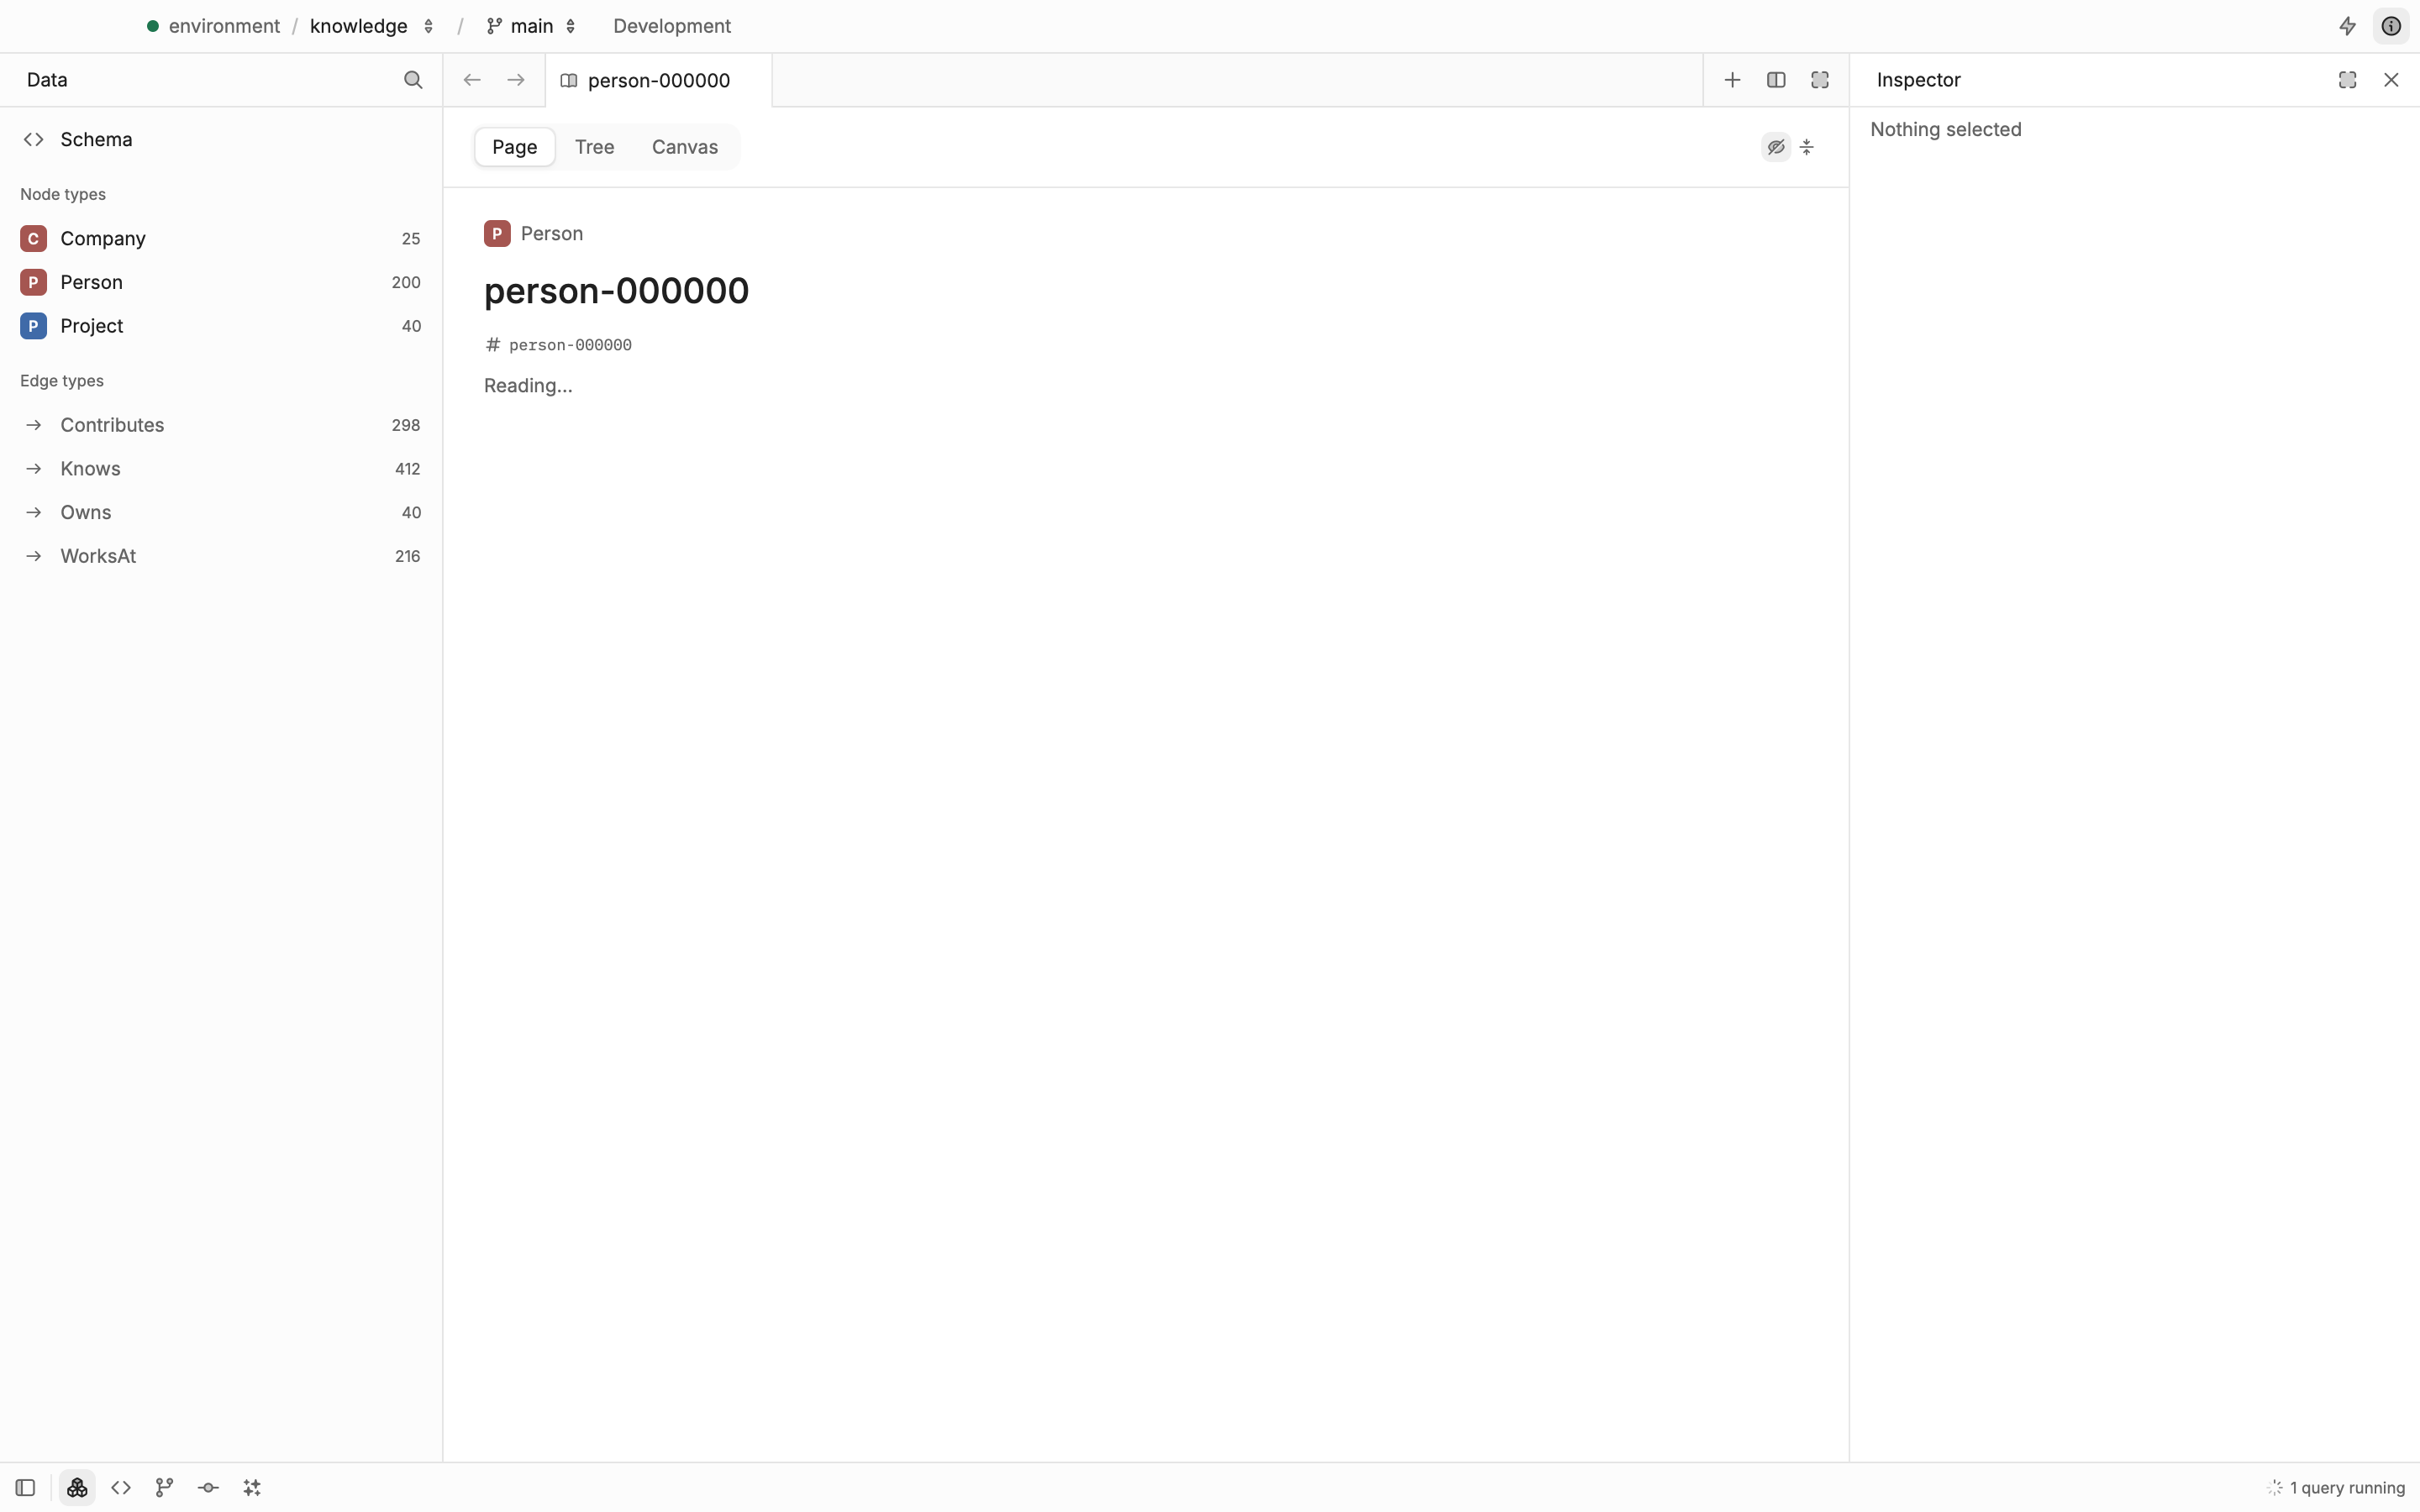 environment / knowledge / main Development
Data
person-000000
Inspector
Schema
Page Tree Canvas
Nothing selected
Node types
C Company 25
P Person 200
P Project 40
Edge types
Contributes 298
Knows 412
Owns 40
WorksAt 216
P Person
person-000000
# person-000000
Reading...
1 query running